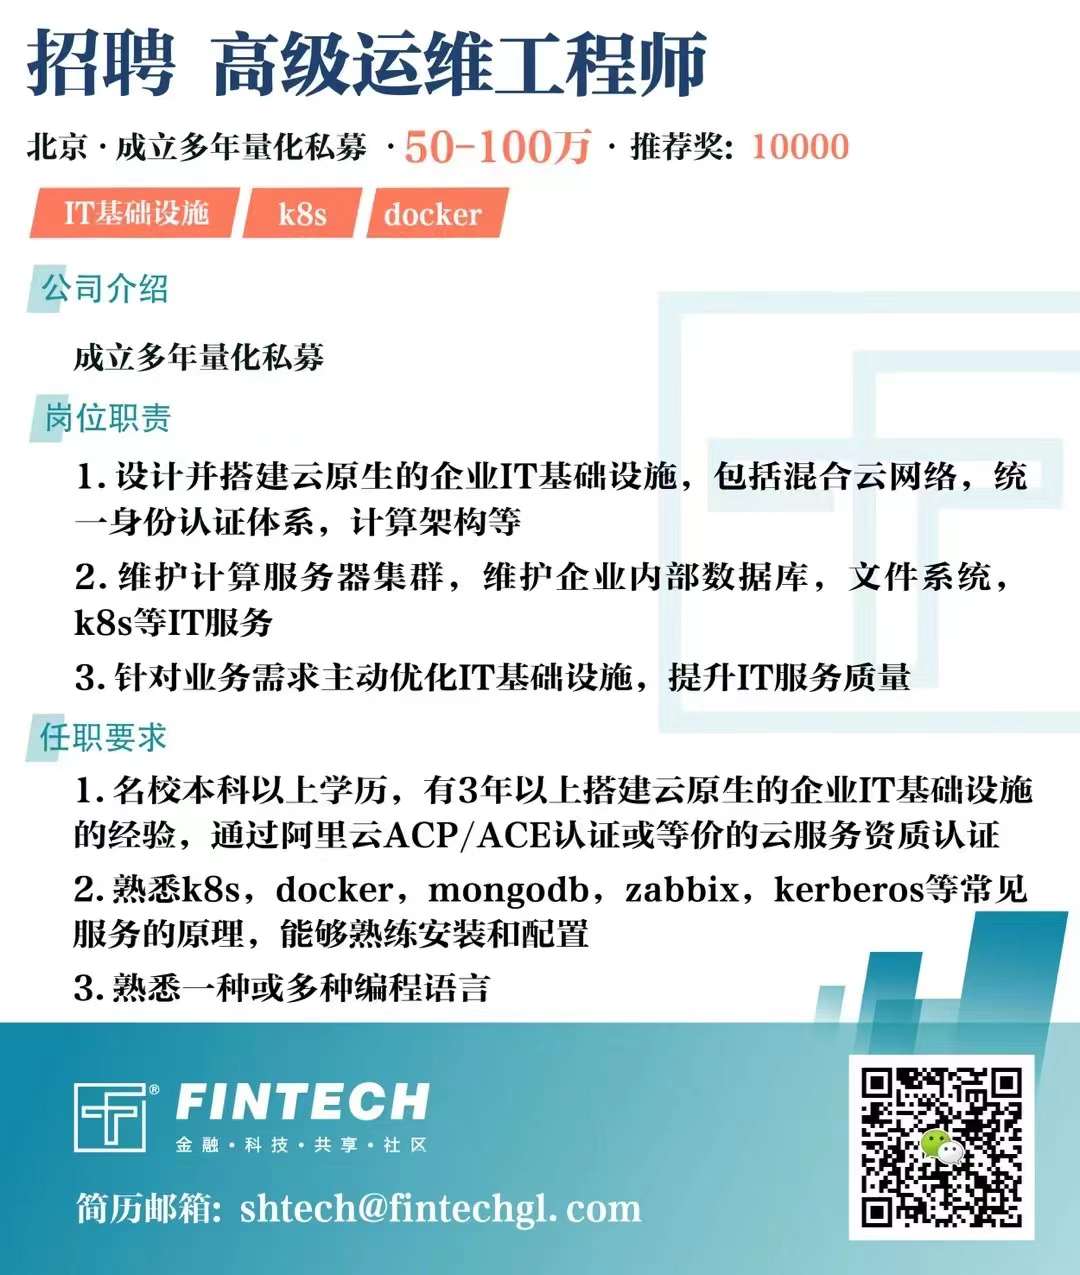 招聘 高级运维工程师
北京·成立多年量化私募 ·50-100万 · 推荐奖: 10000
IT基础设施 k8s docker
公司介绍
成立多年量化私募
岗位职责
1. 设计并搭建云原生的企业IT基础设施，包括混合云网络，统
一身份认证体系，计算架构等
2. 维护计算服务器集群，维护企业内部数据库，文件系统，
k8s等IT服务
3. 针对业务需求主动优化IT基础设施，提升IT服务质量
任职要求
1. 名校本科以上学历，有3年以上搭建云原生的企业IT基础设施
的经验，通过阿里云ACP/ACE认证或等价的云服务资质认证
2. 熟悉k8s，docker，mongodb，zabbix，kerberos等常见
服务的原理，能够熟练安装和配置
3. 熟悉一种或多种编程语言
® FINTECH
金融·科技·共享·社区
简历邮箱: shtech@fintechgl. com